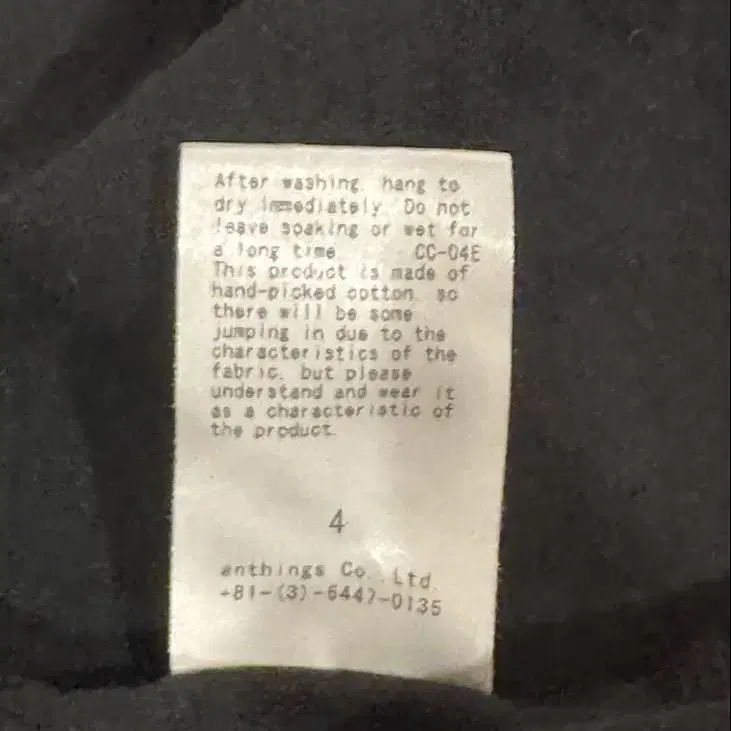 After washing, hang to
dry immediately. Do not
leave soaking or wet for
a long time. CC-04E
This product is made of
hand-picked cotton, so
there will be some
jumping in due to the
characteristics of the
fabric, but please
understand and wear it
as a characteristic of
the product.
4
anthings Co., Ltd.
+81-(3)-6447-0135